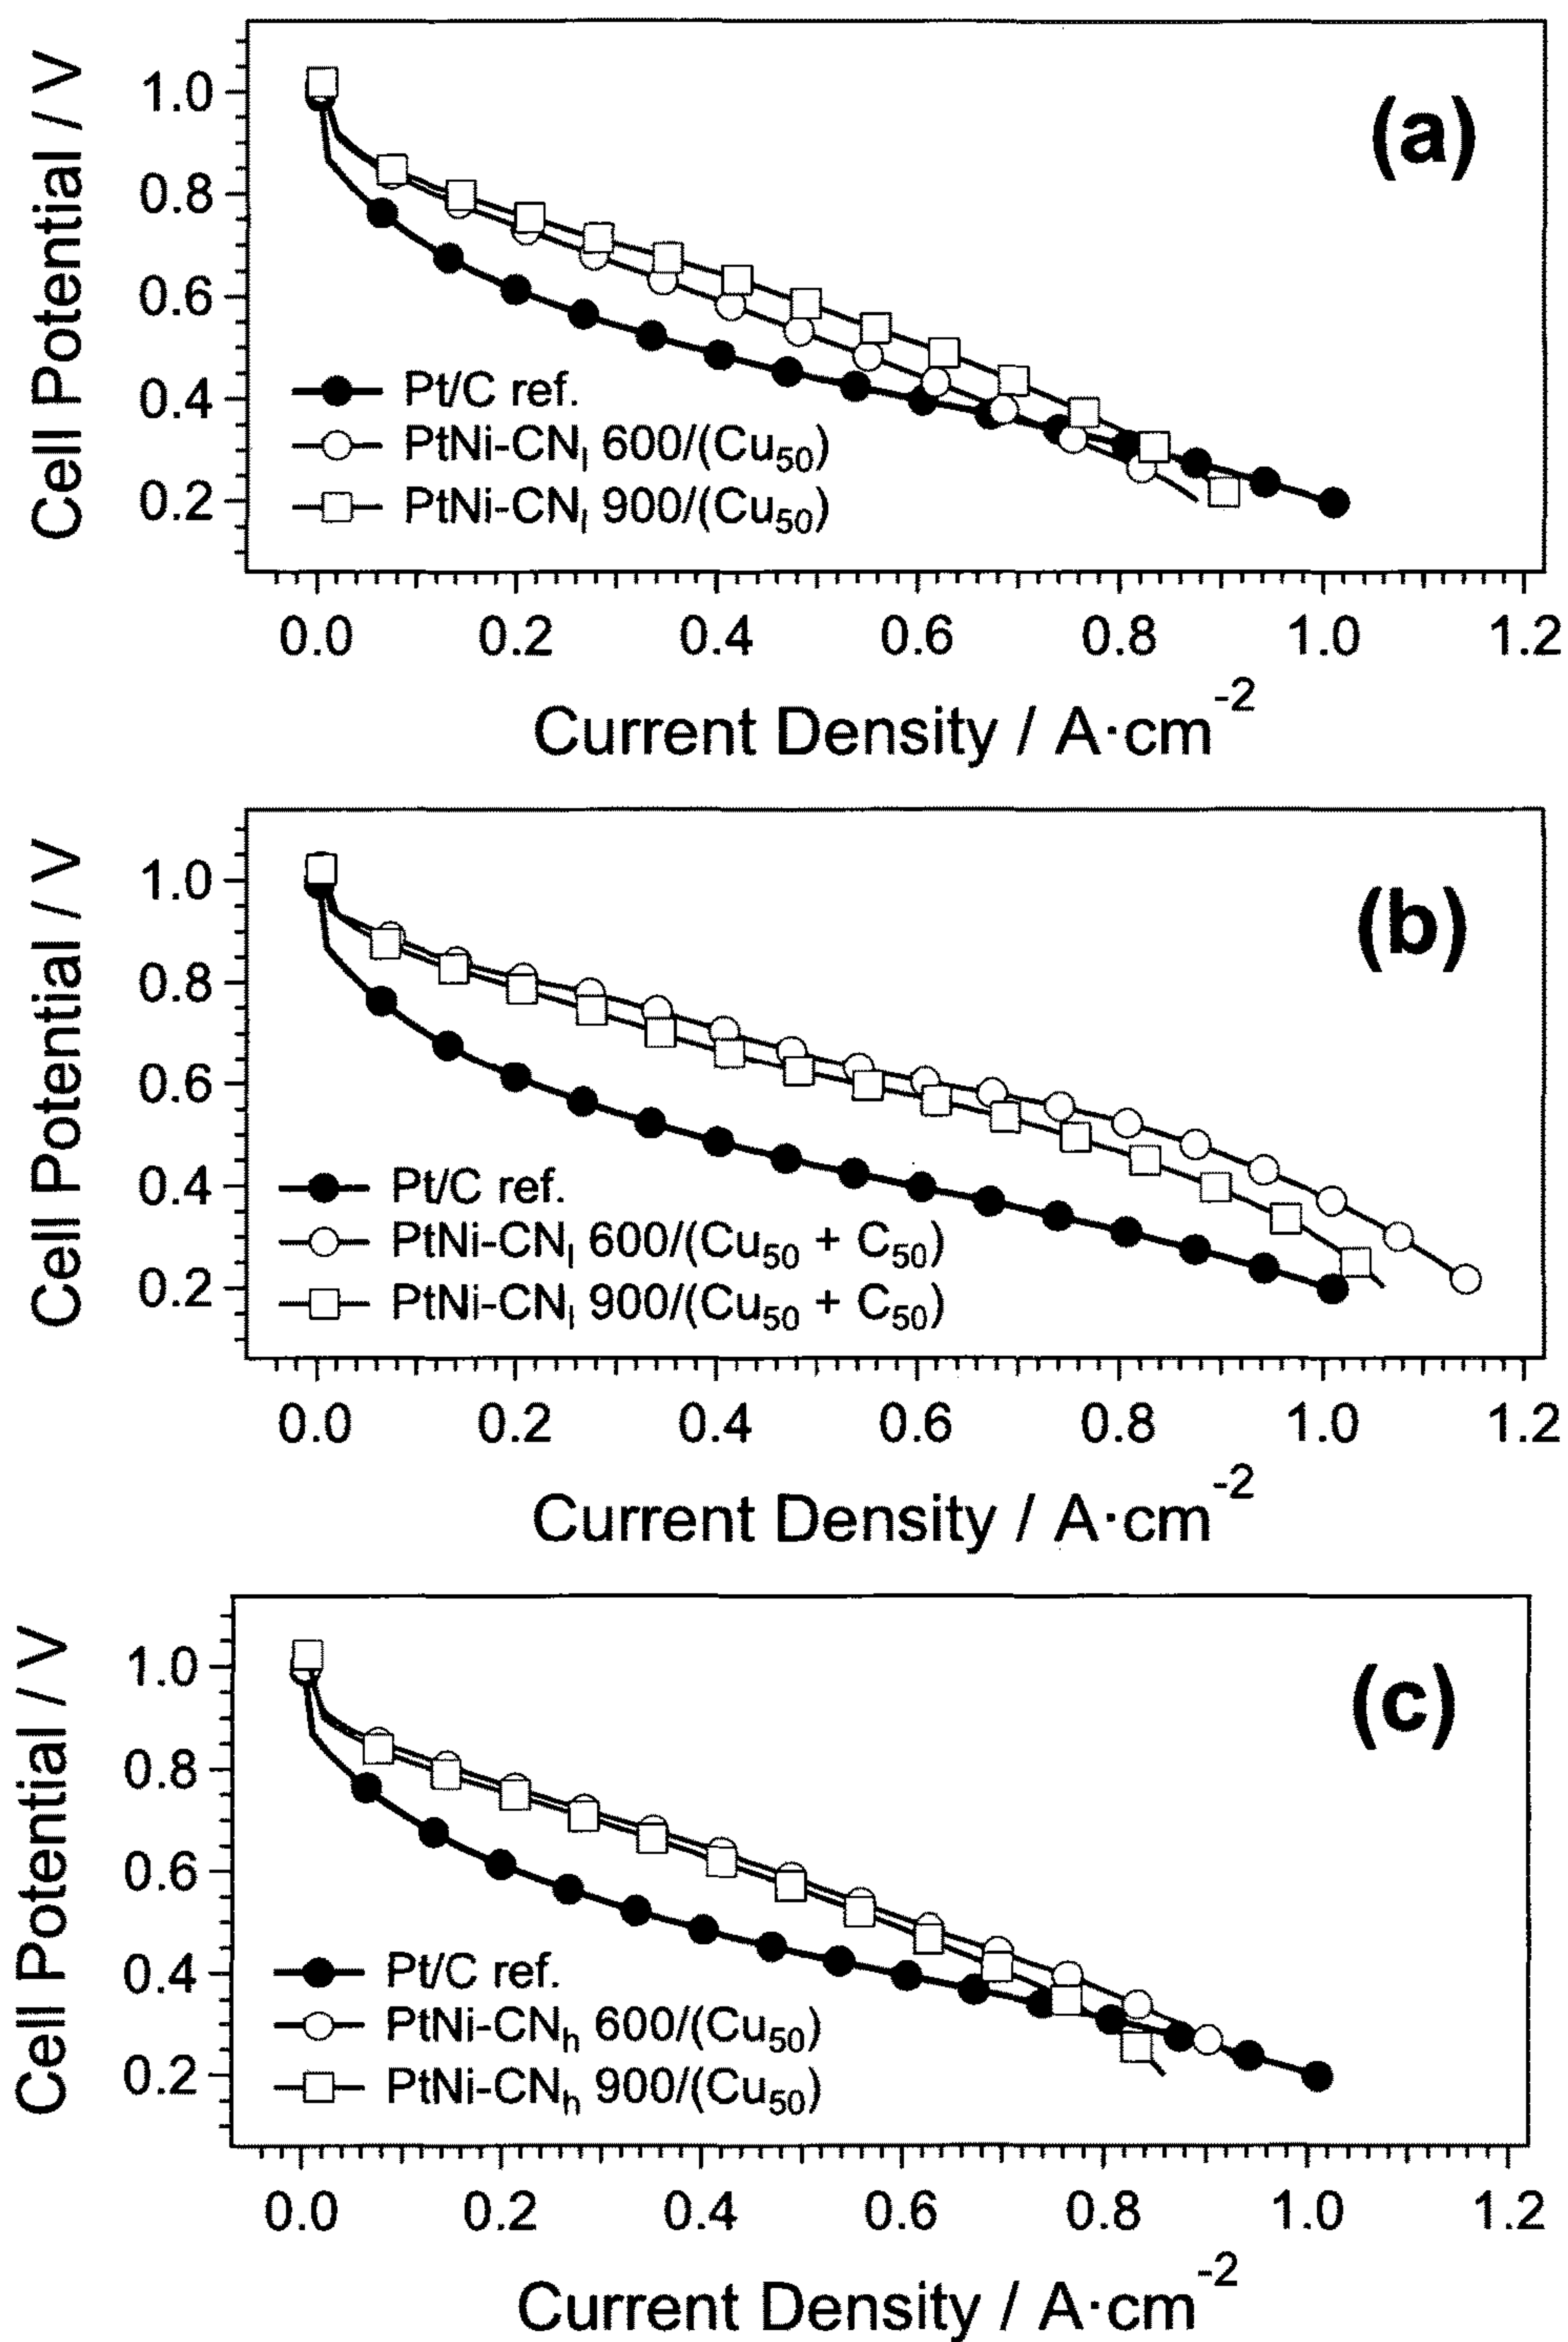 (a)
Cell Potential / V
1.0
0.8
0.6
0.4
0.2
Pt/C ref.
PtNi-CNₗ 600/(Cu₅₀)
PtNi-CNₗ 900/(Cu₅₀)
0.0 0.2 0.4 0.6 0.8 1.0 1.2
Current Density / A·cm⁻²
(b)
Cell Potential / V
1.0
0.8
0.6
0.4
0.2
Pt/C ref.
PtNi-CNₗ 600/(Cu₅₀ + C₅₀)
PtNi-CNₗ 900/(Cu₅₀ + C₅₀)
0.0 0.2 0.4 0.6 0.8 1.0 1.2
Current Density / A·cm⁻²
(c)
Cell Potential / V
1.0
0.8
0.6
0.4
0.2
Pt/C ref.
PtNi-CNₕ 600/(Cu₅₀)
PtNi-CNₕ 900/(Cu₅₀)
0.0 0.2 0.4 0.6 0.8 1.0 1.2
Current Density / A·cm⁻²